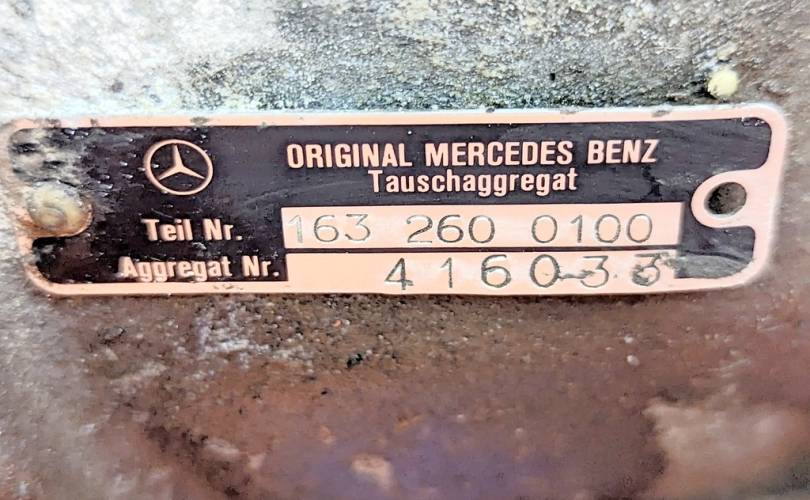 ORIGINAL MERCEDES BENZ
Tauschaggregat
Teil Nr. 163 260 0100
Aggregat Nr. 416033